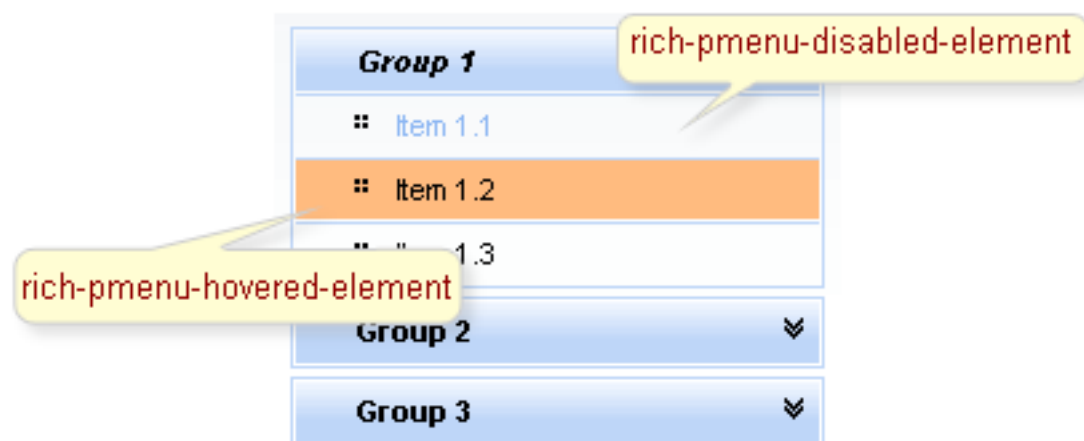 Group 1
rich-pmenu-disabled-element
Item 1.1
Item 1.2
1.3
rich-pmenu-hovered-element
Group 2
Group 3